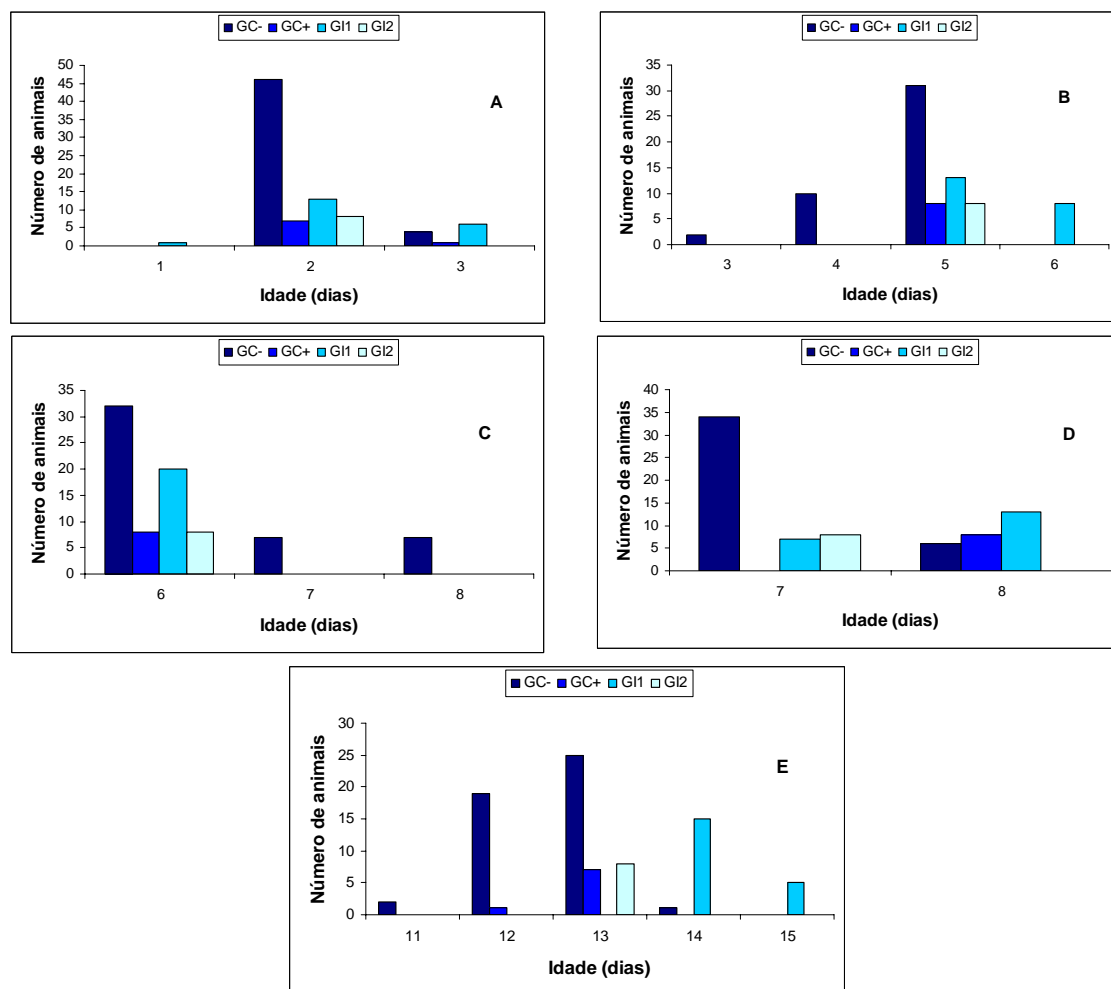 GC- GC+ GI1 GI2
A
Número de animais
50
45
40
35
30
25
20
15
10
5
0
1 2 3
Idade (dias)
GC- GC+ GI1 GI2
B
Número de animais
35
30
25
20
15
10
5
0
3 4 5 6
Idade (dias)
GC- GC+ GI1 GI2
C
Número de animais
35
30
25
20
15
10
5
0
6 7 8
Idade (dias)
GC- GC+ GI1 GI2
D
Número de animais
40
35
30
25
20
15
10
5
0
7 8
Idade (dias)
GC- GC+ GI1 GI2
E
Número de animais
30
25
20
15
10
5
0
11 12 13 14 15
Idade (dias)